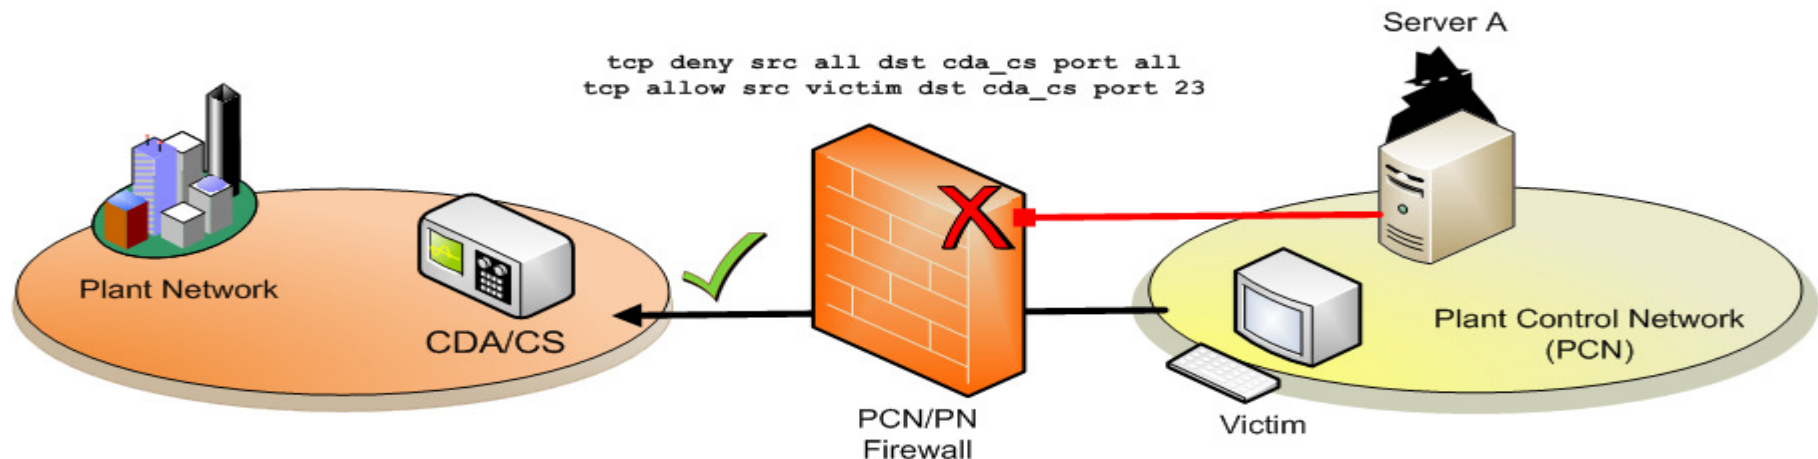 Server A
tcp deny src all dst cda_cs port all
tcp allow src victim dst cda_cs port 23
Plant Network
CDA/CS
PCN/PN
Firewall
Plant Control Network
(PCN)
Victim